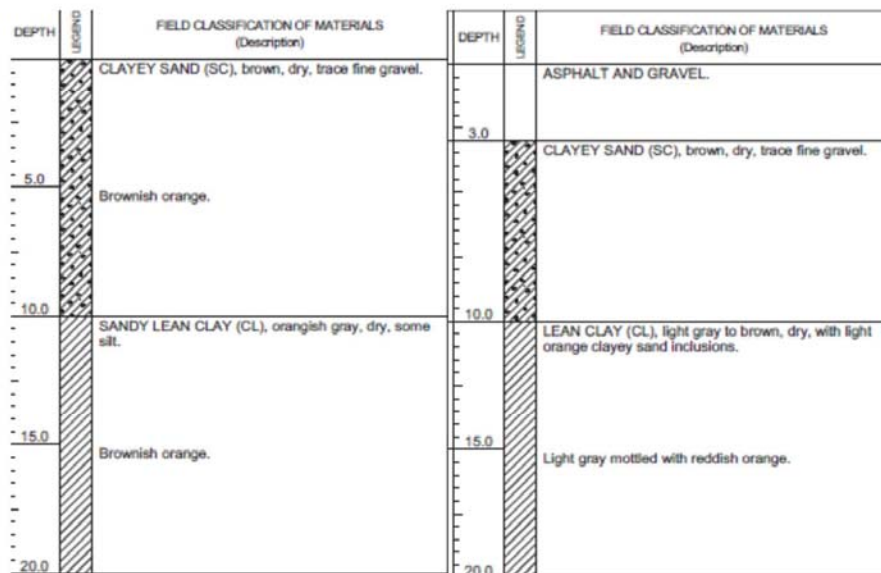 DEPTH
LEGEND
FIELD CLASSIFICATION OF MATERIALS
(Description)
CLAYEY SAND (SC), brown, dry, trace fine gravel.
5.0
Brownish orange.
10.0
SANDY LEAN CLAY (CL), orangish gray, dry, some
silt.
15.0
Brownish orange.
20.0
DEPTH
LEGEND
FIELD CLASSIFICATION OF MATERIALS
(Description)
ASPHALT AND GRAVEL.
3.0
CLAYEY SAND (SC), brown, dry, trace fine gravel.
10.0
LEAN CLAY (CL), light gray to brown, dry, with light
orange clayey sand inclusions.
15.0
Light gray mottled with reddish orange.
20.0